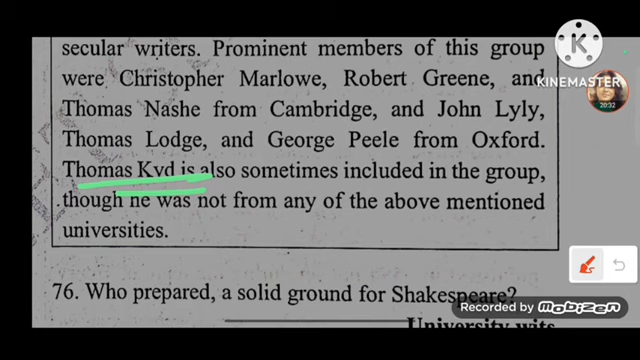 secular writers. Prominent members of this group
were Christopher Marlowe, Robert Greene, and
Thomas Nashe from Cambridge, and John Lyly,
Thomas Lodge, and George Peele from Oxford.
Thomas Kyd is also sometimes included in the group,
though he was not from any of the above mentioned
universities.
76. Who prepared, a solid ground for Shakespeare?
University wits
KINEMASTER
20:32
Recorded by mobizen